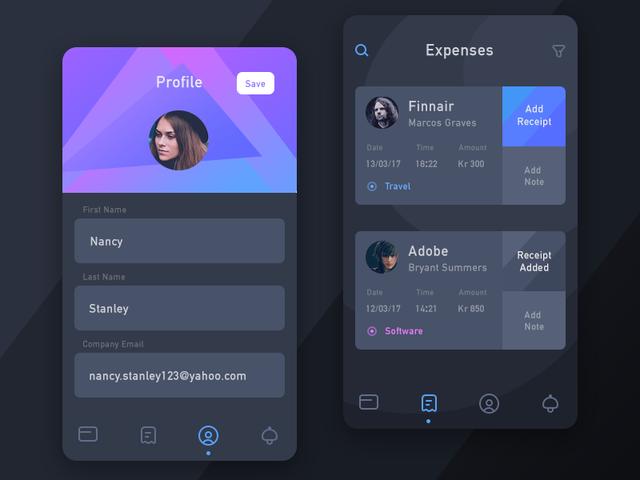 Profile
Save
First Name
Nancy
Last Name
Stanley
Company Email
nancy.stanley123@yahoo.com
Expenses
Finnair
Marcos Graves
Date Time Amount
13/03/17 18:22 Kr 300
Travel
Add
Receipt
Add
Note
Adobe
Bryant Summers
Date Time Amount
12/03/17 14:21 Kr 850
Software
Receipt
Added
Add
Note